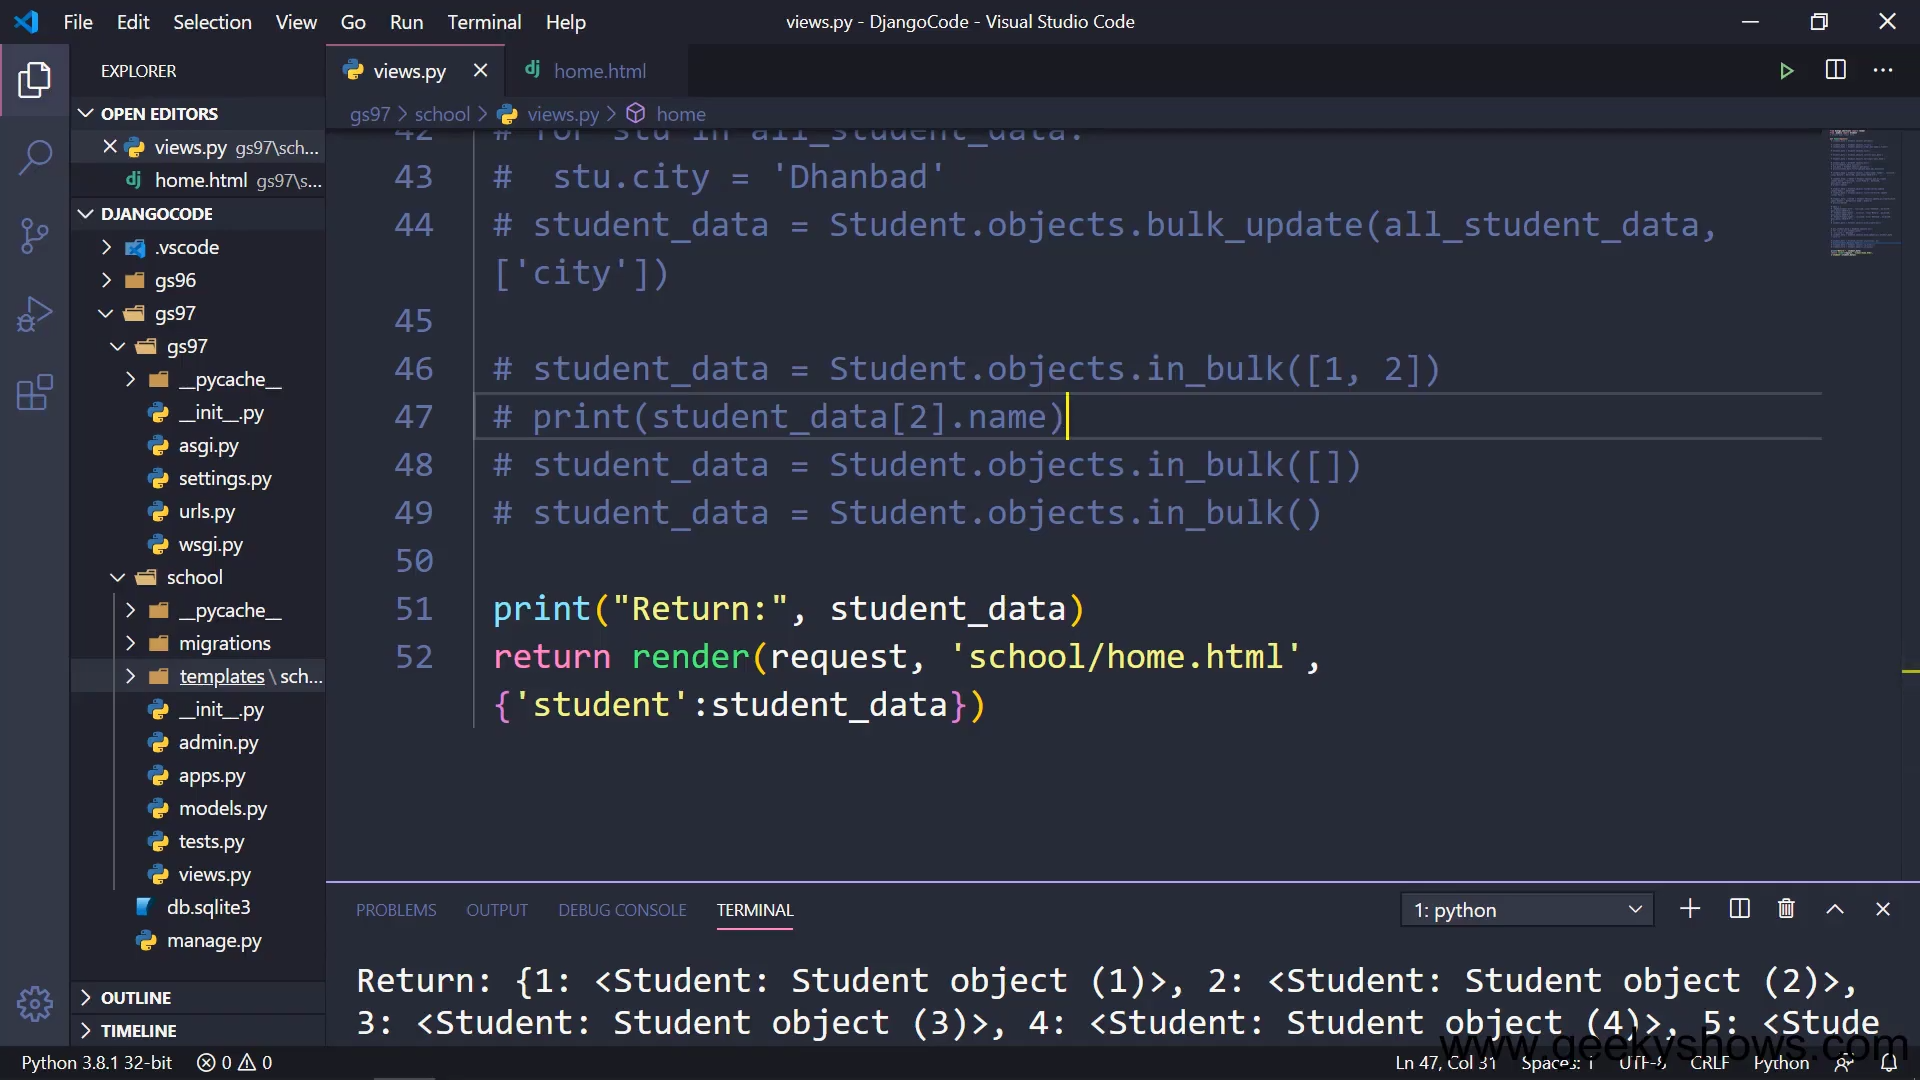 File Edit Selection View Go Run Terminal Help
views.py - DjangoCode - Visual Studio Code
EXPLORER
views.py
home.html
OPEN EDITORS
views.py gs97\sch...
home.html gs97\s...
DJANGOCODE
.vscode
gs96
gs97
gs97
__pycache__
__init__.py
asgi.py
settings.py
urls.py
wsgi.py
school
__pycache__
migrations
templates \ sch...
__init__.py
admin.py
apps.py
models.py
tests.py
views.py
db.sqlite3
manage.py
OUTLINE
TIMELINE
gs97 > school > views.py > home
42 # for stu in all_student_data:
43 #  stu.city = 'Dhanbad'
44 # student_data = Student.objects.bulk_update(all_student_data,
['city'])
45
46 # student_data = Student.objects.in_bulk([1, 2])
47 # print(student_data[2].name)
48 # student_data = Student.objects.in_bulk([])
49 # student_data = Student.objects.in_bulk()
50
51 print("Return:", student_data)
52 return render(request, 'school/home.html',
{'student':student_data})
PROBLEMS OUTPUT DEBUG CONSOLE TERMINAL
1: python
Return: {1: <Student: Student object (1)>, 2: <Student: Student object (2)>,
3: <Student: Student object (3)>, 4: <Student: Student object (4)>, 5: <Stude
www.geekyshows.com
Python 3.8.1 32-bit 0 0
Ln 47, Col 31 Spaces: 1 UTF-8 CRLF Python